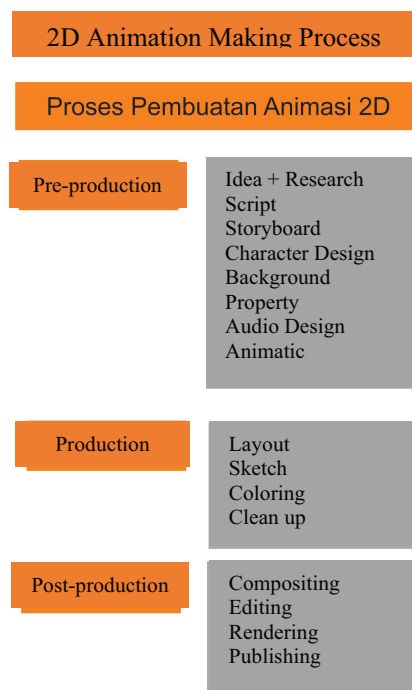 2D Animation Making Process
Proses Pembuatan Animasi 2D
Pre-production
Idea + Research
Script
Storyboard
Character Design
Background
Property
Audio Design
Animatic
Production
Layout
Sketch
Coloring
Clean up
Post-production
Compositing
Editing
Rendering
Publishing